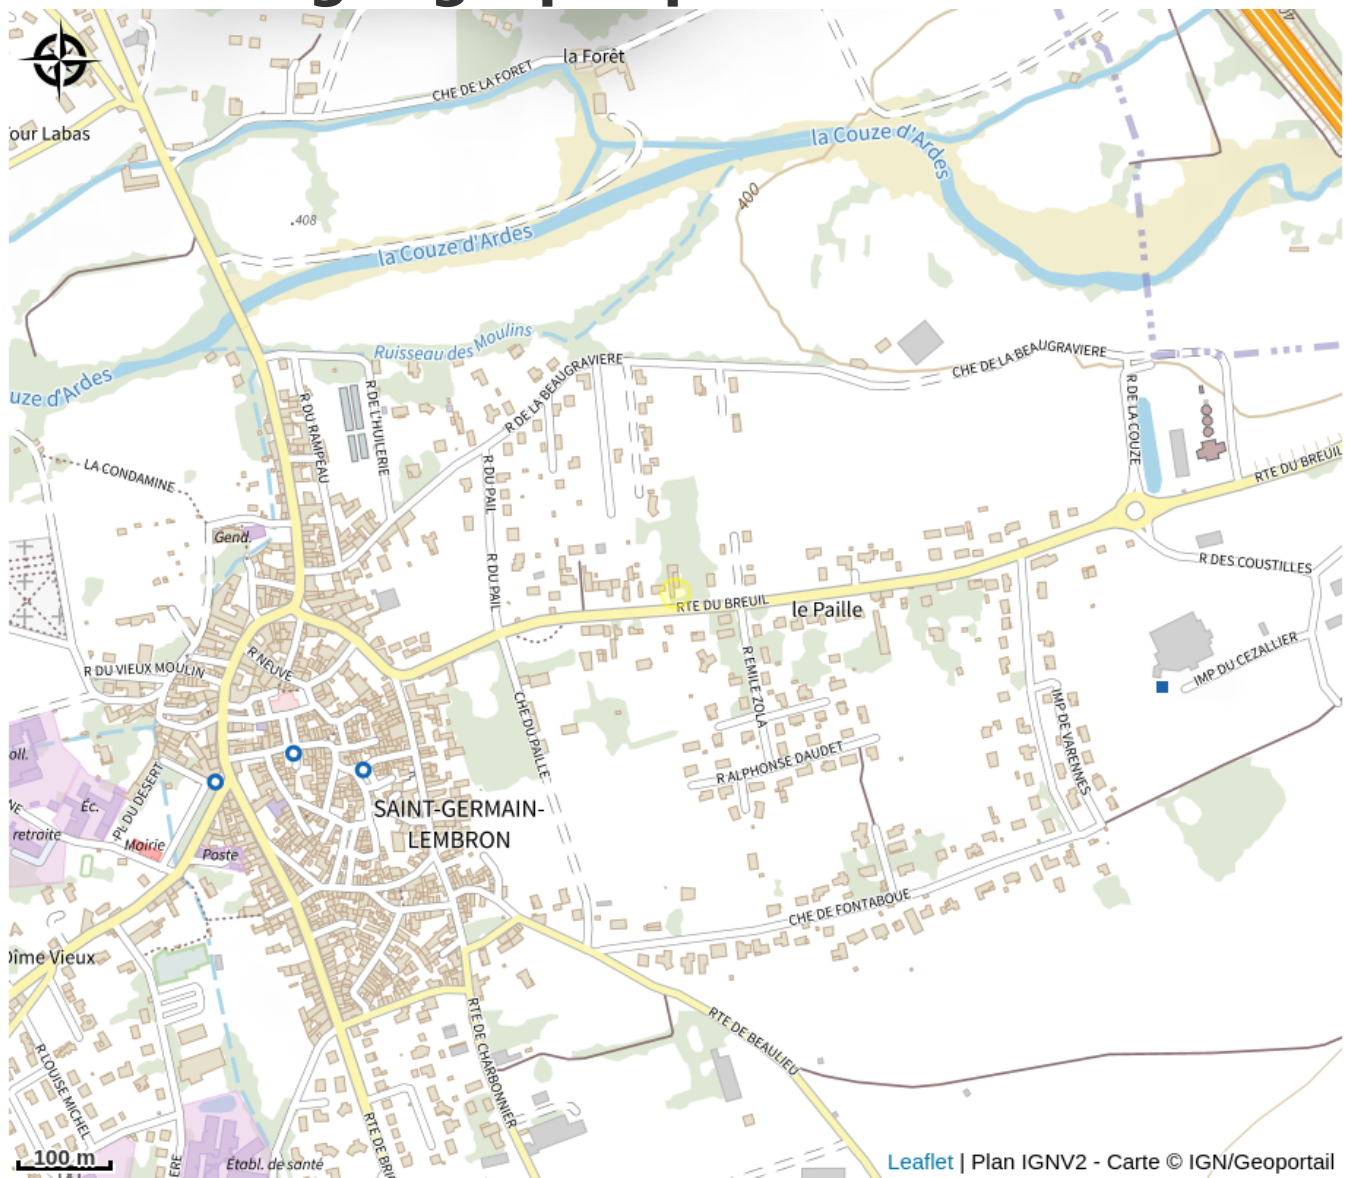 la Forêt
CHE DE LA FORET
our Labas
la Couze d'Ardes
400
.408
la Couze d'Ardes
Ruisseau des Moulins
uze d'Ardes
R DE LA BEAUGRAVIERE
CHE DE LA BEAUGRAVIERE
R DE L'HUILERIE
R DU RAMPEAU
R DE LA COUZE
LA CONDAMINE
R DU PAIL
RTE DU BREUIL
Gend.
R DES COUSTILLES
R DU PAIL
RTE DU BREUIL
le Paille
R DU VIEUX MOULIN
R NEUVE
R EMILE ZOLA
IMP DU CEZALLIER
CHE DU PAILLE
IMP DE VARENNES
oll.
R ALPHONSE DAUDET
PL DU DESERT
Éc.
NE
SAINT-GERMAIN-
LEMBRON
retraite
Mairie
Poste
CHE DE FONTABOUE
Dîme Vieux
RTE DE BEAULIEU
RTE DE CHARBONNIER
R LOUISE MICHEL
RTE DE BRI
ERE
Établ. de santé
100 m
Leaflet | Plan IGNV2 - Carte © IGN/Geoportail